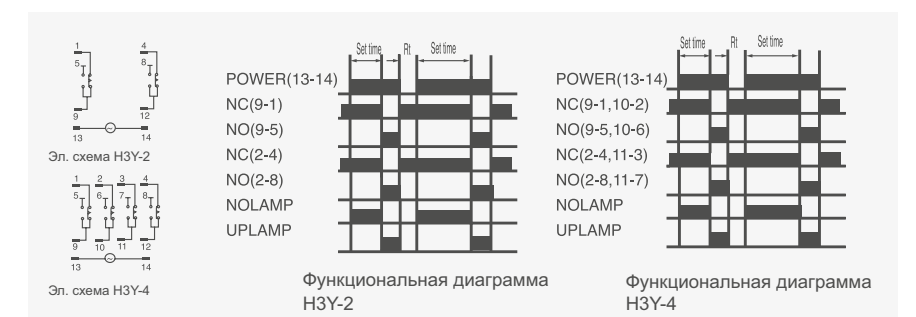 1 4
5 8
9 12
13 14
Эл. схема H3Y-2
1 2 3 4
5 6 7 8
9 10 11 12
13 14
Эл. схема H3Y-4
Set time Rt Set time
POWER(13-14)
NC(9-1)
NO(9-5)
NC(2-4)
NO(2-8)
NOLAMP
UPLAMP
Функциональная диаграмма
H3Y-2
Set time Rt Set time
POWER(13-14)
NC(9-1,10-2)
NO(9-5,10-6)
NC(2-4,11-3)
NO(2-8,11-7)
NOLAMP
UPLAMP
Функциональная диаграмма
H3Y-4